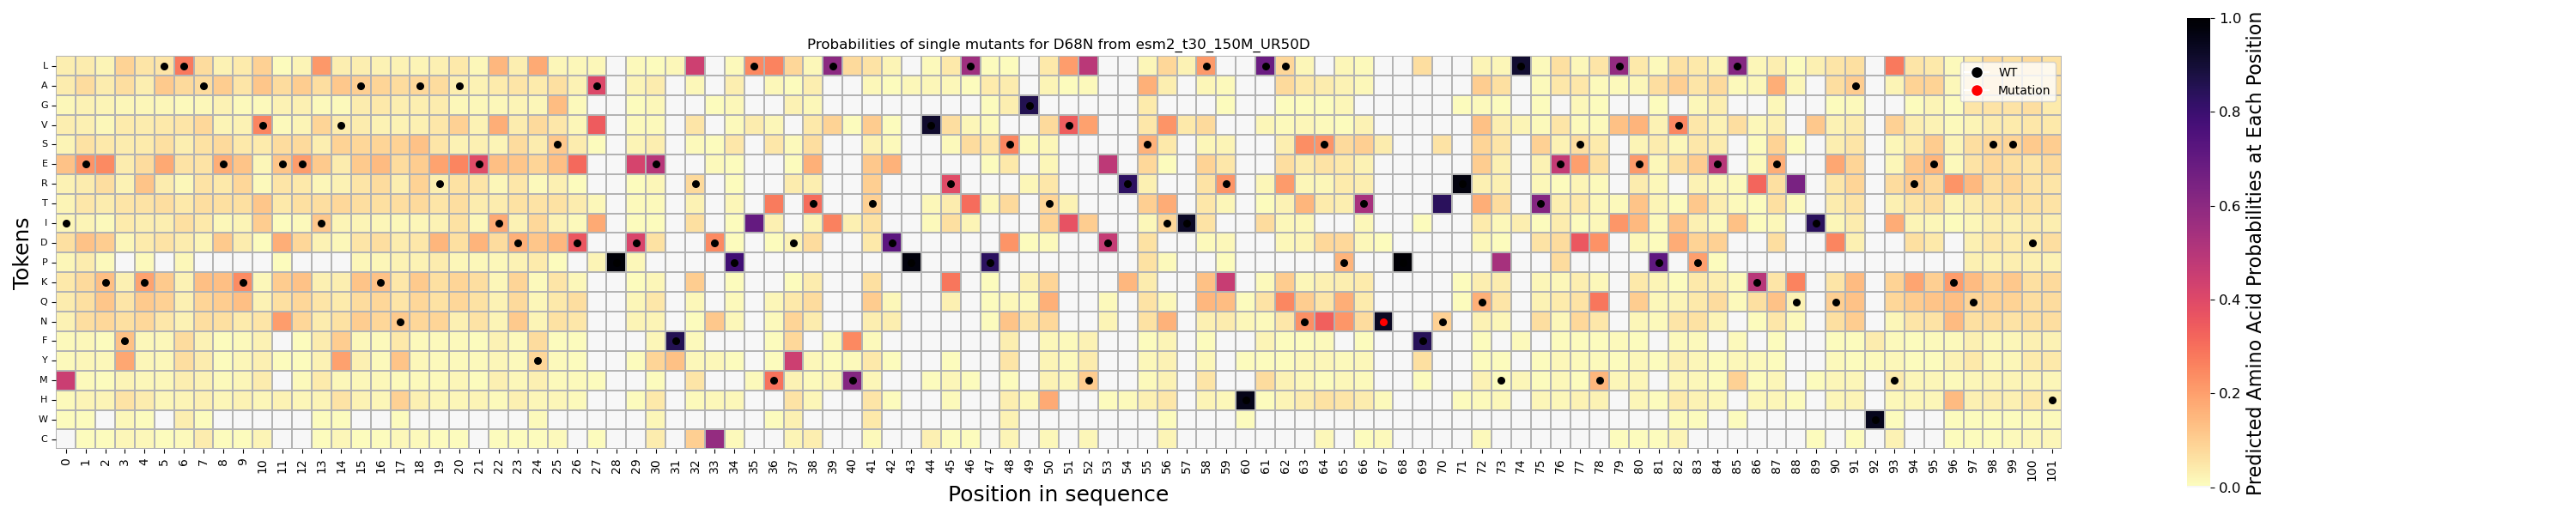 Probabilities of single mutants for D68N from esm2_t30_150M_UR50D
WT
Mutation
Tokens
L
A
G
V
S
E
R
T
I
D
P
K
Q
N
F
Y
M
H
W
C
0 1 2 3 4 5 6 7 8 9 10 11 12 13 14 15 16 17 18 19 20 21 22 23 24 25 26 27 28 29 30 31 32 33 34 35 36 37 38 39 40 41 42 43 44 45 46 47 48 49 50 51 52 53 54 55 56 57 58 59 60 61 62 63 64 65 66 67 68 69 70 71 72 73 74 75 76 77 78 79 80 81 82 83 84 85 86 87 88 89 90 91 92 93 94 95 96 97 98 99 100 101
Position in sequence
1.0
0.8
0.6
0.4
0.2
0.0
Predicted Amino Acid Probabilities at Each Position